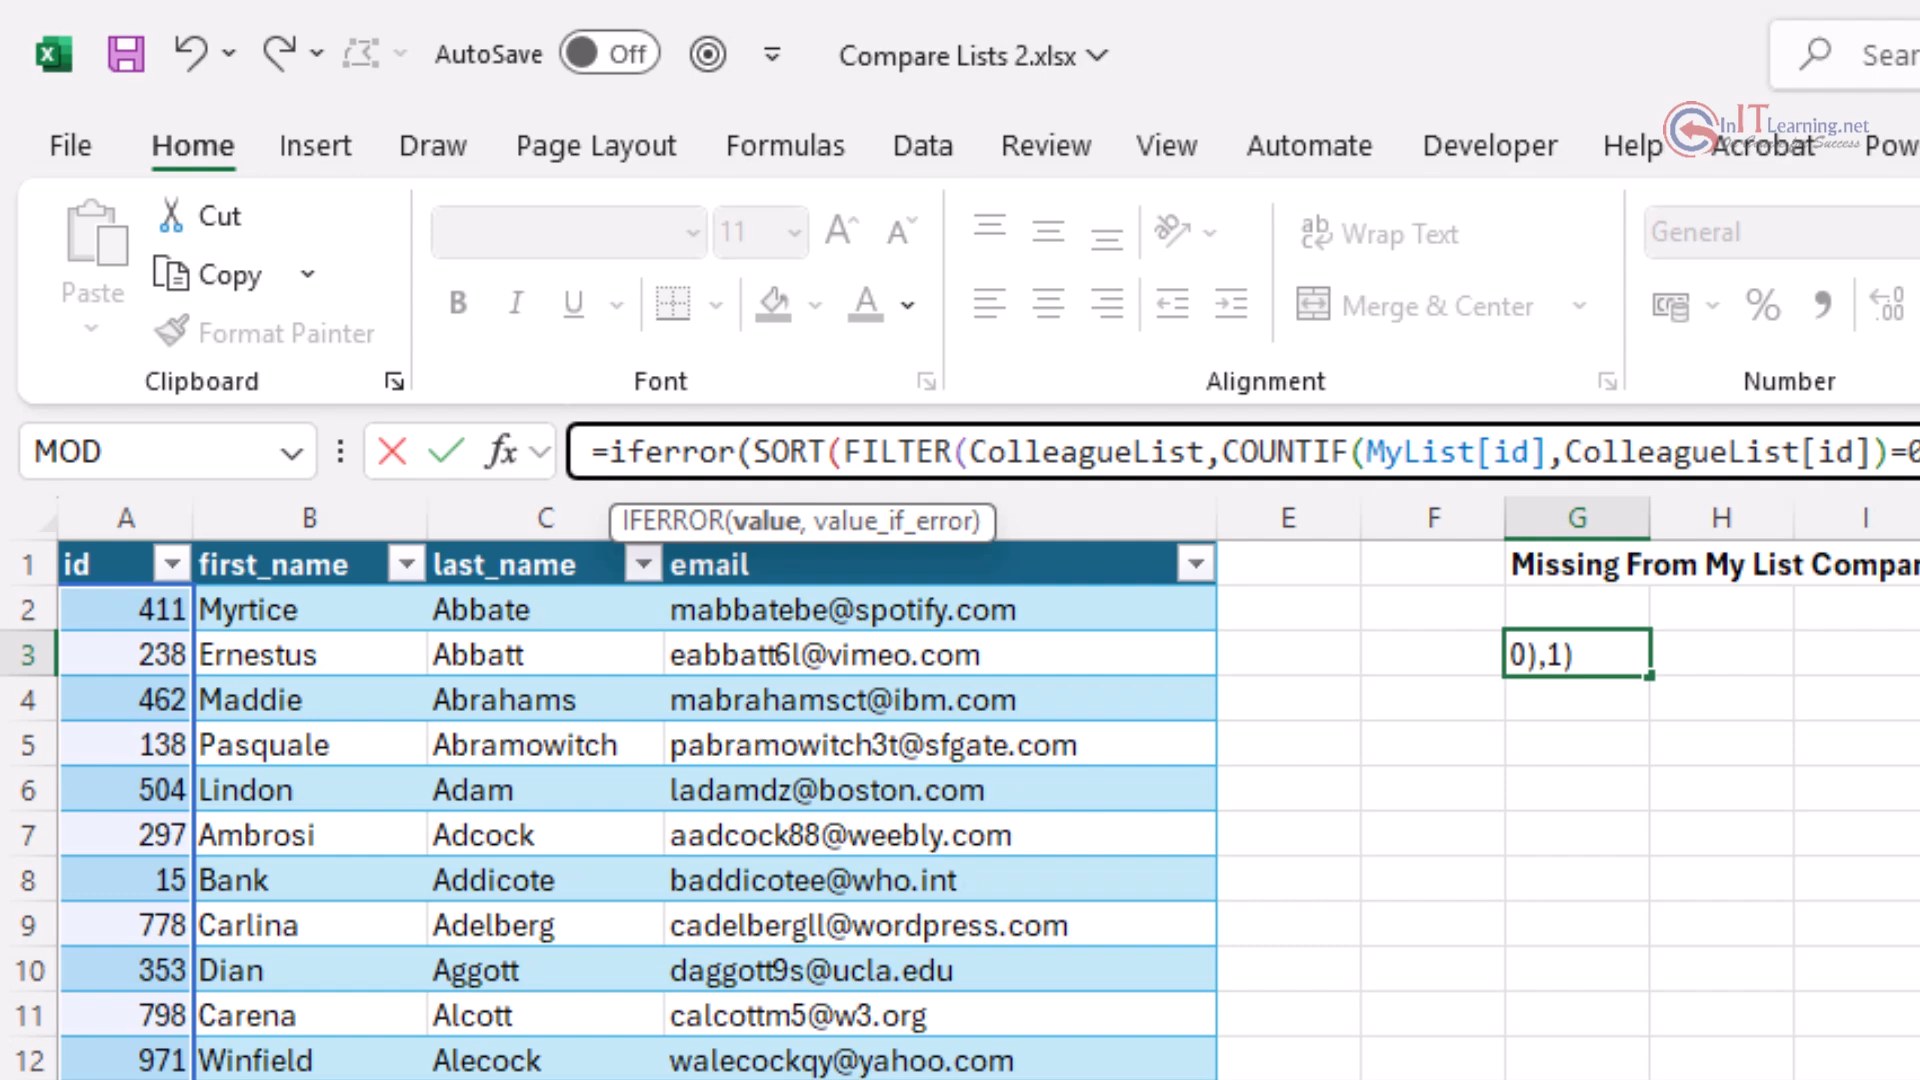 AutoSave Off Compare Lists 2.xlsx Sear
File Home Insert Draw Page Layout Formulas Data Review View Automate Developer Help Acrobat Pow
InITLearning.net
Paste
Cut
Copy
Format Painter
Clipboard
11
B I U
Font
Wrap Text
Merge & Center
Alignment
General
%
Number
MOD
fx
=iferror(SORT(FILTER(ColleagueList,COUNTIF(MyList[id],ColleagueList[id])=0
IFERROR(value, value_if_error)
A B C E F G H I
1 id first_name last_name email Missing From My List Compar
2 411 Myrtice Abbate mabbatebe@spotify.com
3 238 Ernestus Abbatt eabbatt6l@vimeo.com 0),1)
4 462 Maddie Abrahams mabrahamsct@ibm.com
5 138 Pasquale Abramowitch pabramowitch3t@sfgate.com
6 504 Lindon Adam ladamdz@boston.com
7 297 Ambrosi Adcock aadcock88@weebly.com
8 15 Bank Addicote baddicotee@who.int
9 778 Carlina Adelberg cadelbergll@wordpress.com
10 353 Dian Aggott daggott9s@ucla.edu
11 798 Carena Alcott calcottm5@w3.org
12 971 Winfield Alecock walecockqy@yahoo.com